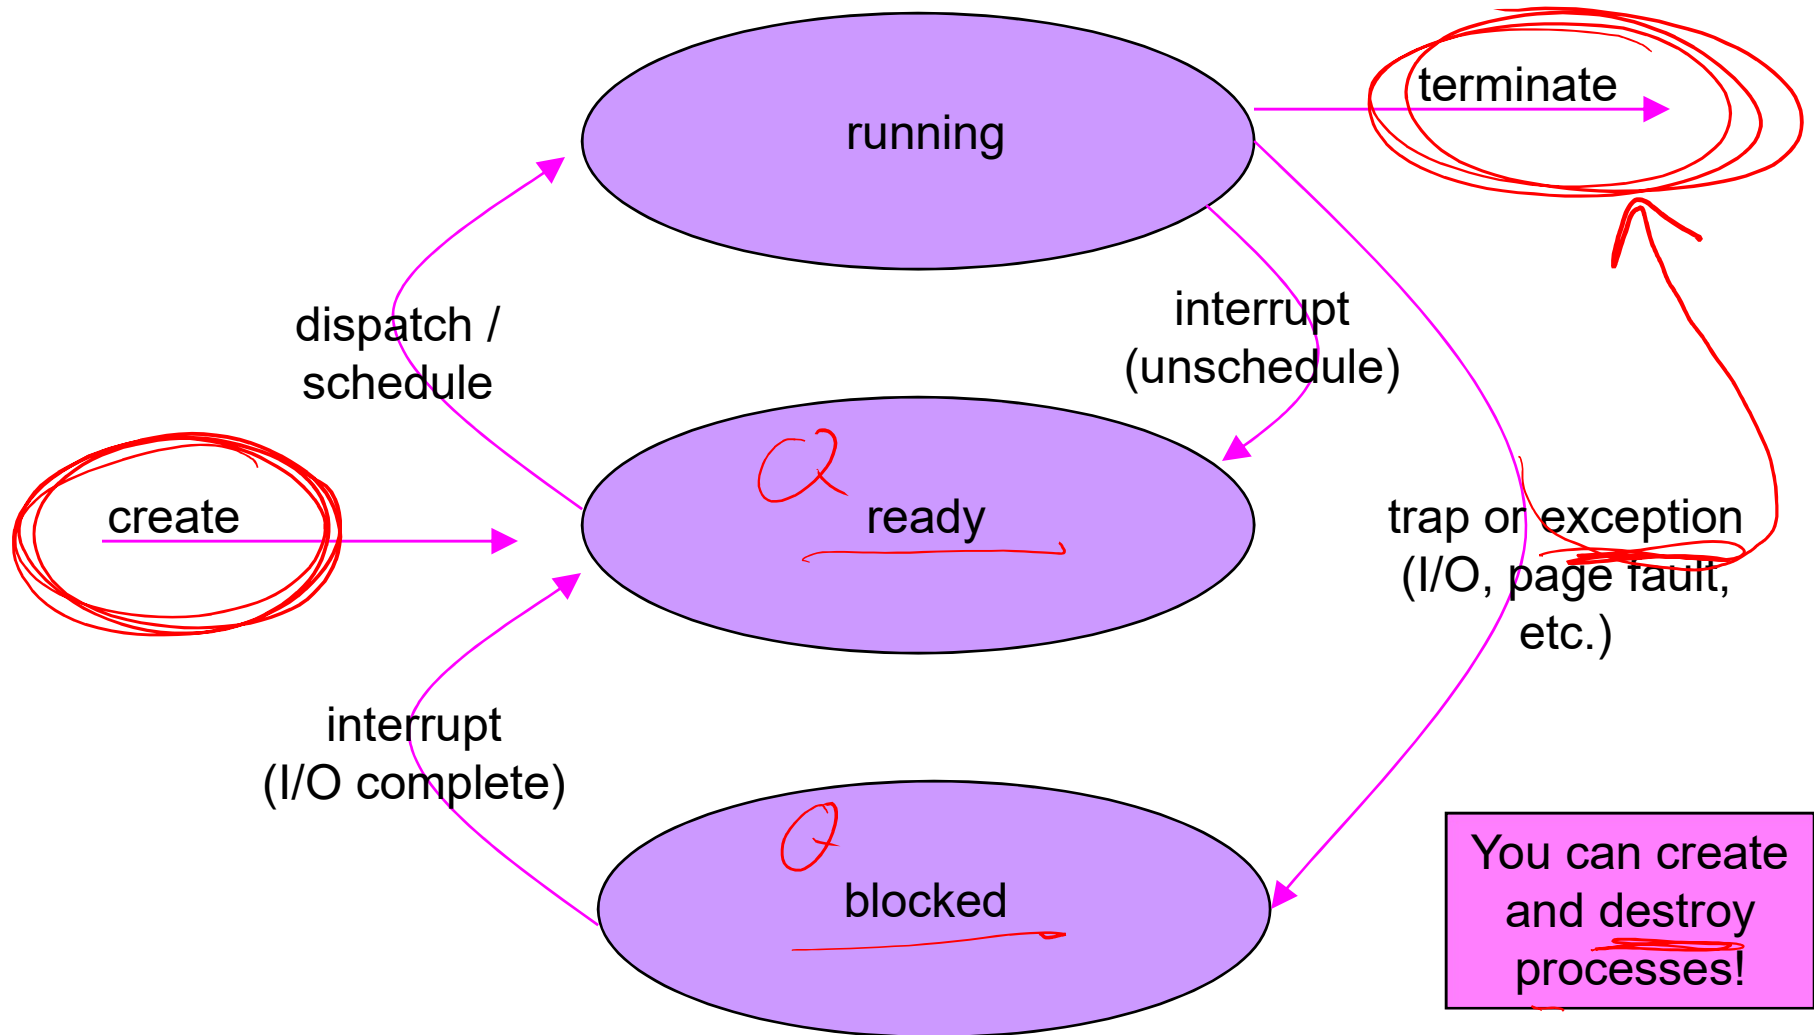 running
terminate
dispatch /
schedule
interrupt
(unschedule)
create
Q
ready
trap or exception
(I/O, page fault,
etc.)
interrupt
(I/O complete)
Q
blocked
You can create
and destroy
processes!